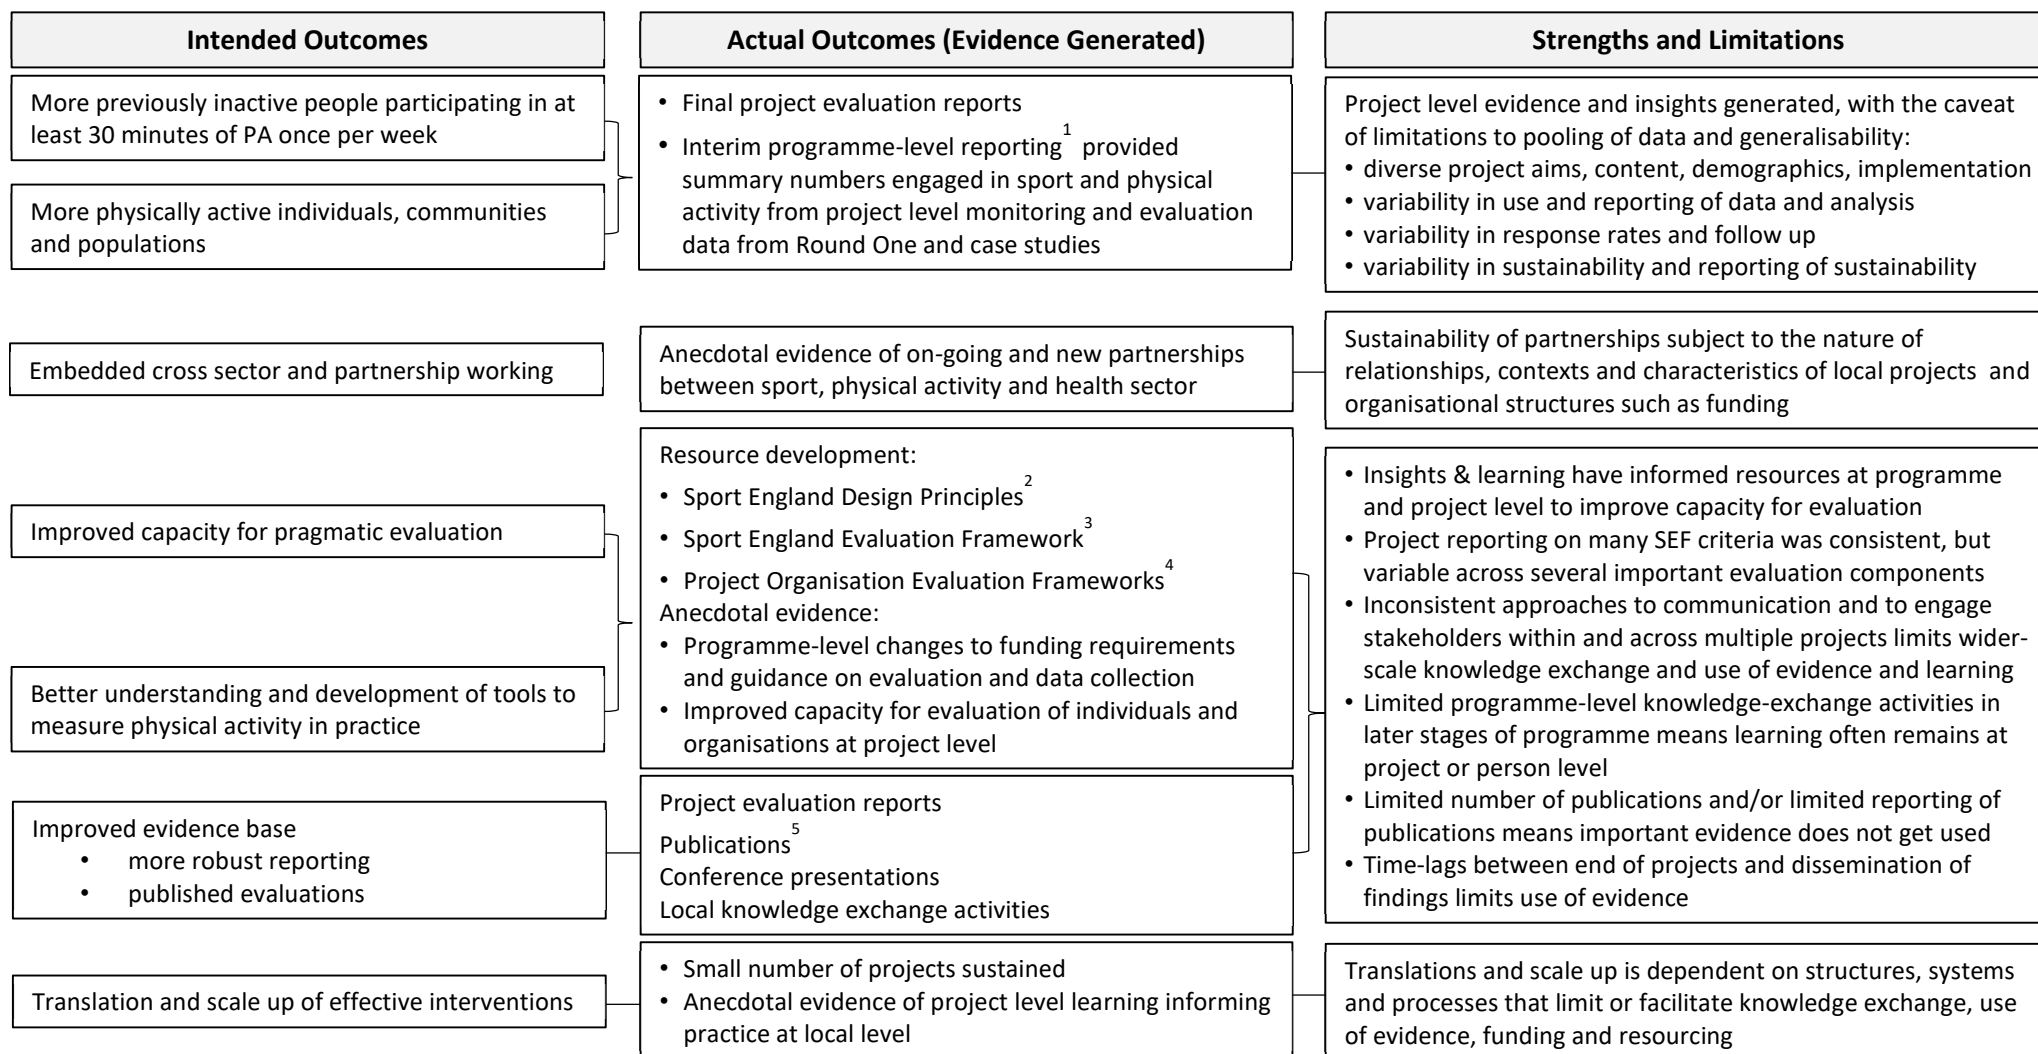 Intended Outcomes
Actual Outcomes (Evidence Generated)
Strengths and Limitations
More previously inactive people participating in at
least 30 minutes of PA once per week
More physically active individuals, communities
and populations
• Final project evaluation reports
• Interim programme-level reporting1 provided
summary numbers engaged in sport and physical
activity from project level monitoring and evaluation
data from Round One and case studies
Project level evidence and insights generated, with the caveat
of limitations to pooling of data and generalisability:
• diverse project aims, content, demographics, implementation
• variability in use and reporting of data and analysis
• variability in response rates and follow up
• variability in sustainability and reporting of sustainability
Embedded cross sector and partnership working
Anecdotal evidence of on-going and new partnerships
between sport, physical activity and health sector
Sustainability of partnerships subject to the nature of
relationships, contexts and characteristics of local projects and
organisational structures such as funding
Improved capacity for pragmatic evaluation
Better understanding and development of tools to
measure physical activity in practice
Resource development:
• Sport England Design Principles2
• Sport England Evaluation Framework3
• Project Organisation Evaluation Frameworks4
Anecdotal evidence:
• Programme-level changes to funding requirements
and guidance on evaluation and data collection
• Improved capacity for evaluation of individuals and
organisations at project level
Improved evidence base
• more robust reporting
• published evaluations
Project evaluation reports
Publications5
Conference presentations
Local knowledge exchange activities
• Insights & learning have informed resources at programme
and project level to improve capacity for evaluation
• Project reporting on many SEF criteria was consistent, but
variable across several important evaluation components
• Inconsistent approaches to communication and to engage
stakeholders within and across multiple projects limits wider-
scale knowledge exchange and use of evidence and learning
• Limited programme-level knowledge-exchange activities in
later stages of programme means learning often remains at
project or person level
• Limited number of publications and/or limited reporting of
publications means important evidence does not get used
• Time-lags between end of projects and dissemination of
findings limits use of evidence
Translation and scale up of effective interventions
• Small number of projects sustained
• Anecdotal evidence of project level learning informing
practice at local level
Translations and scale up is dependent on structures, systems
and processes that limit or facilitate knowledge exchange, use
of evidence, funding and resourcing